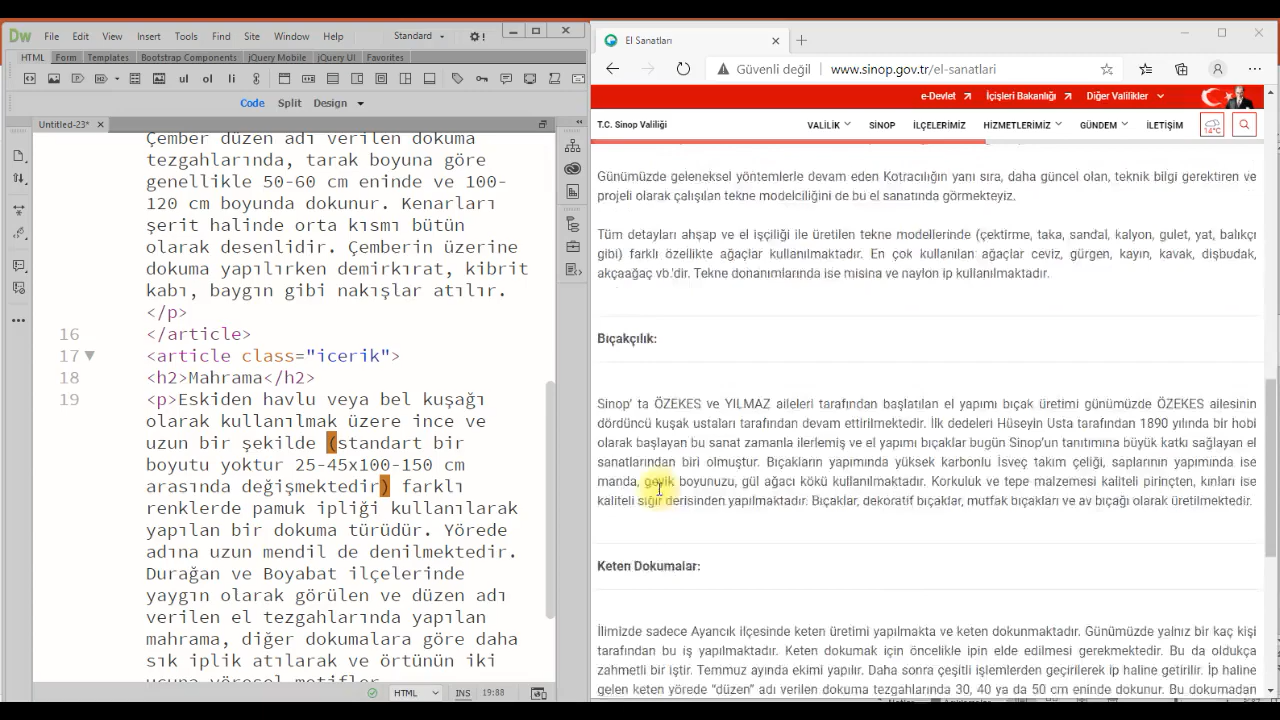 Dw File Edit View Insert Tools Find Site Window Help Standard
HTML Form Templates Bootstrap Components jQuery Mobile jQuery UI Favorites
ul ol li
Code Split Design
Untitled-23*
Çember düzen adı verilen dokuma
tezgahlarında, tarak boyuna göre
genellikle 50-60 cm eninde ve 100-
120 cm boyunda dokunur. Kenarları
şerit halinde orta kısmı bütün
olarak desenlidir. Çemberin üzerine
dokuma yapılırken demirkırat, kibrit
kabı, baygın gibi nakışlar atılır.
</p>
16 </article>
17 <article class="icerik">
18 <h2>Mahrama</h2>
19 <p>Eskiden havlu veya bel kuşağı
olarak kullanılmak üzere ince ve
uzun bir şekilde (standart bir
boyutu yoktur 25-45x100-150 cm
arasında değişmektedir) farklı
renklerde pamuk ipliği kullanılarak
yapılan bir dokuma türüdür. Yörede
adına uzun mendil de denilmektedir.
Durağan ve Boyabat ilçelerinde
yaygın olarak görülen ve düzen adı
verilen el tezgahlarında yapılan
mahrama, diğer dokumalara göre daha
sık iplik atılarak ve örtünün iki
ucuna yöresel motifler
HTML INS 19:88
El Sanatları
Güvenli değil www.sinop.gov.tr/el-sanatlari
e-Devlet İçişleri Bakanlığı Diğer Valilikler
T.C. Sinop Valiliği VALİLİK SİNOP İLÇELERİMİZ HİZMETLERİMİZ GÜNDEM İLETİŞİM 14°C
Günümüzde geleneksel yöntemlerle devam eden Kotracılığın yanı sıra, daha güncel olan, teknik bilgi gerektiren ve
projeli olarak çalışılan tekne modelciliğini de bu el sanatında görmekteyiz.
Tüm detayları ahşap ve el işçiliği ile üretilen tekne modellerinde (çektirme, taka, sandal, kalyon, gulet, yat, balıkçı
gibi) farklı özellikte ağaçlar kullanılmaktadır. En çok kullanılan ağaçlar ceviz, gürgen, kayın, kavak, dişbudak,
akçaağaç vb.'dir. Tekne donanımlarında ise misina ve naylon ip kullanılmaktadır.
Bıçakçılık:
Sinop' ta ÖZEKES ve YILMAZ aileleri tarafından başlatılan el yapımı bıçak üretimi günümüzde ÖZEKES ailesinin
dördüncü kuşak ustaları tarafından devam ettirilmektedir. İlk dedeleri Hüseyin Usta tarafından 1890 yılında bir hobi
olarak başlayan bu sanat zamanla ilerlemiş ve el yapımı bıçaklar bugün Sinop'un tanıtımına büyük katkı sağlayan el
sanatlarından biri olmuştur. Bıçakların yapımında yüksek karbonlu İsveç takım çeliği, saplarının yapımında ise
manda, geyik boyunuzu, gül ağacı kökü kullanılmaktadır. Korkuluk ve tepe malzemesi kaliteli pirinçten, kınları ise
kaliteli sığır derisinden yapılmaktadır. Bıçaklar, dekoratif bıçaklar, mutfak bıçakları ve av bıçağı olarak üretilmektedir.
Keten Dokumalar:
İlimizde sadece Ayancık ilçesinde keten üretimi yapılmakta ve keten dokunmaktadır. Günümüzde yalnız bir kaç kişi
tarafından bu iş yapılmaktadır. Keten dokumak için öncelikle ipin elde edilmesi gerekmektedir. Bu da oldukça
zahmetli bir iştir. Temmuz ayında ekimi yapılır. Daha sonra çeşitli işlemlerden geçirilerek ip haline getirilir. İp haline
gelen keten yörede “düzen” adı verilen dokuma tezgahlarında 30, 40 ya da 50 cm eninde dokunur. Bu dokumadan